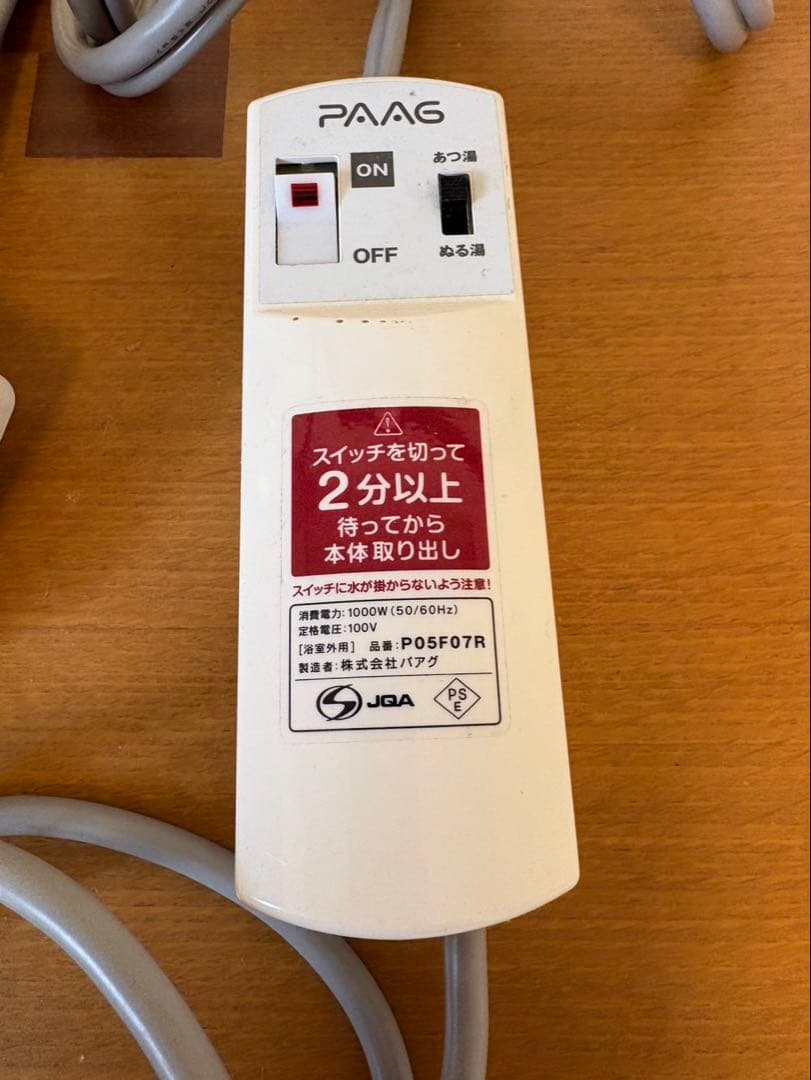 PAAG
ON
OFF
あつ湯
ぬる湯
スイッチを切って
2分以上
待ってから
本体取り出し
スイッチに水が掛からないよう注意!
消費電力:1000W(50/60Hz)
定格電圧:100V
[浴室外用] 品番:P05F07R
製造者:株式会社パアグ
JQA
PS
E